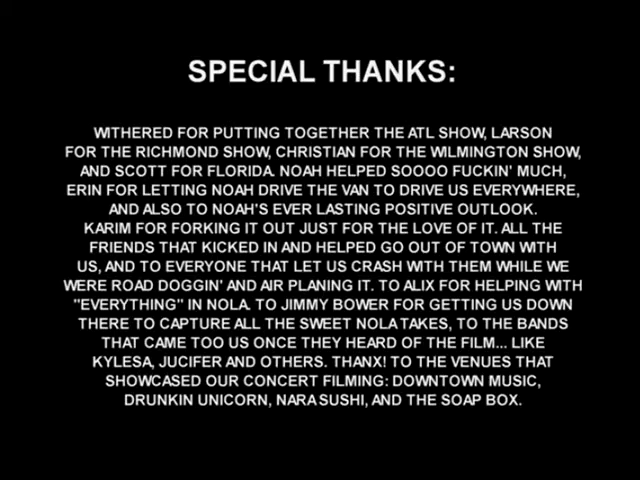 SPECIAL THANKS:
WITHERED FOR PUTTING TOGETHER THE ATL SHOW, LARSON
FOR THE RICHMOND SHOW, CHRISTIAN FOR THE WILMINGTON SHOW,
AND SCOTT FOR FLORIDA. NOAH HELPED SOOOO FUCKIN' MUCH,
ERIN FOR LETTING NOAH DRIVE THE VAN TO DRIVE US EVERYWHERE,
AND ALSO TO NOAH'S EVER LASTING POSITIVE OUTLOOK.
KARIM FOR FORKING IT OUT JUST FOR THE LOVE OF IT. ALL THE
FRIENDS THAT KICKED IN AND HELPED GO OUT OF TOWN WITH
US, AND TO EVERYONE THAT LET US CRASH WITH THEM WHILE WE
WERE ROAD DOGGIN' AND AIR PLANING IT. TO ALIX FOR HELPING WITH
"EVERYTHING" IN NOLA. TO JIMMY BOWER FOR GETTING US DOWN
THERE TO CAPTURE ALL THE SWEET NOLA TAKES, TO THE BANDS
THAT CAME TOO US ONCE THEY HEARD OF THE FILM... LIKE
KYLESA, JUCIFER AND OTHERS. THANX! TO THE VENUES THAT
SHOWCASED OUR CONCERT FILMING: DOWNTOWN MUSIC,
DRUNKIN UNICORN, NARA SUSHI, AND THE SOAP BOX.